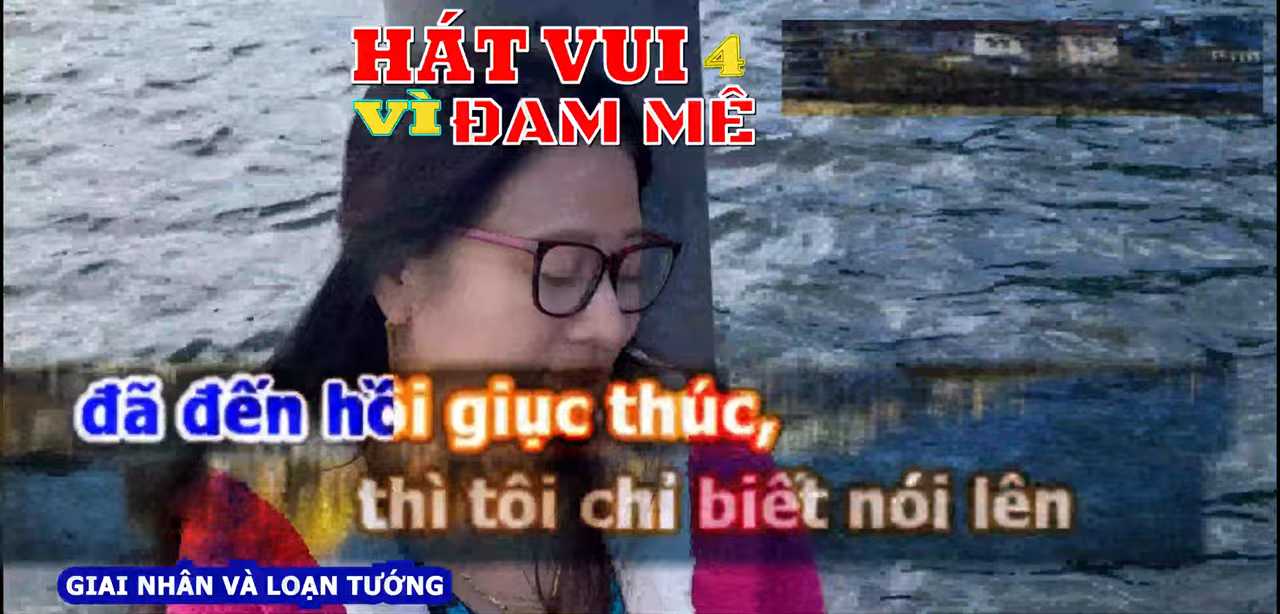 HÁT VUI 4
VÌ ĐAM MÊ
đã đến hồi giục thúc,
thì tôi chỉ biết nói lên
GIAI NHÂN VÀ LOẠN TƯỚNG